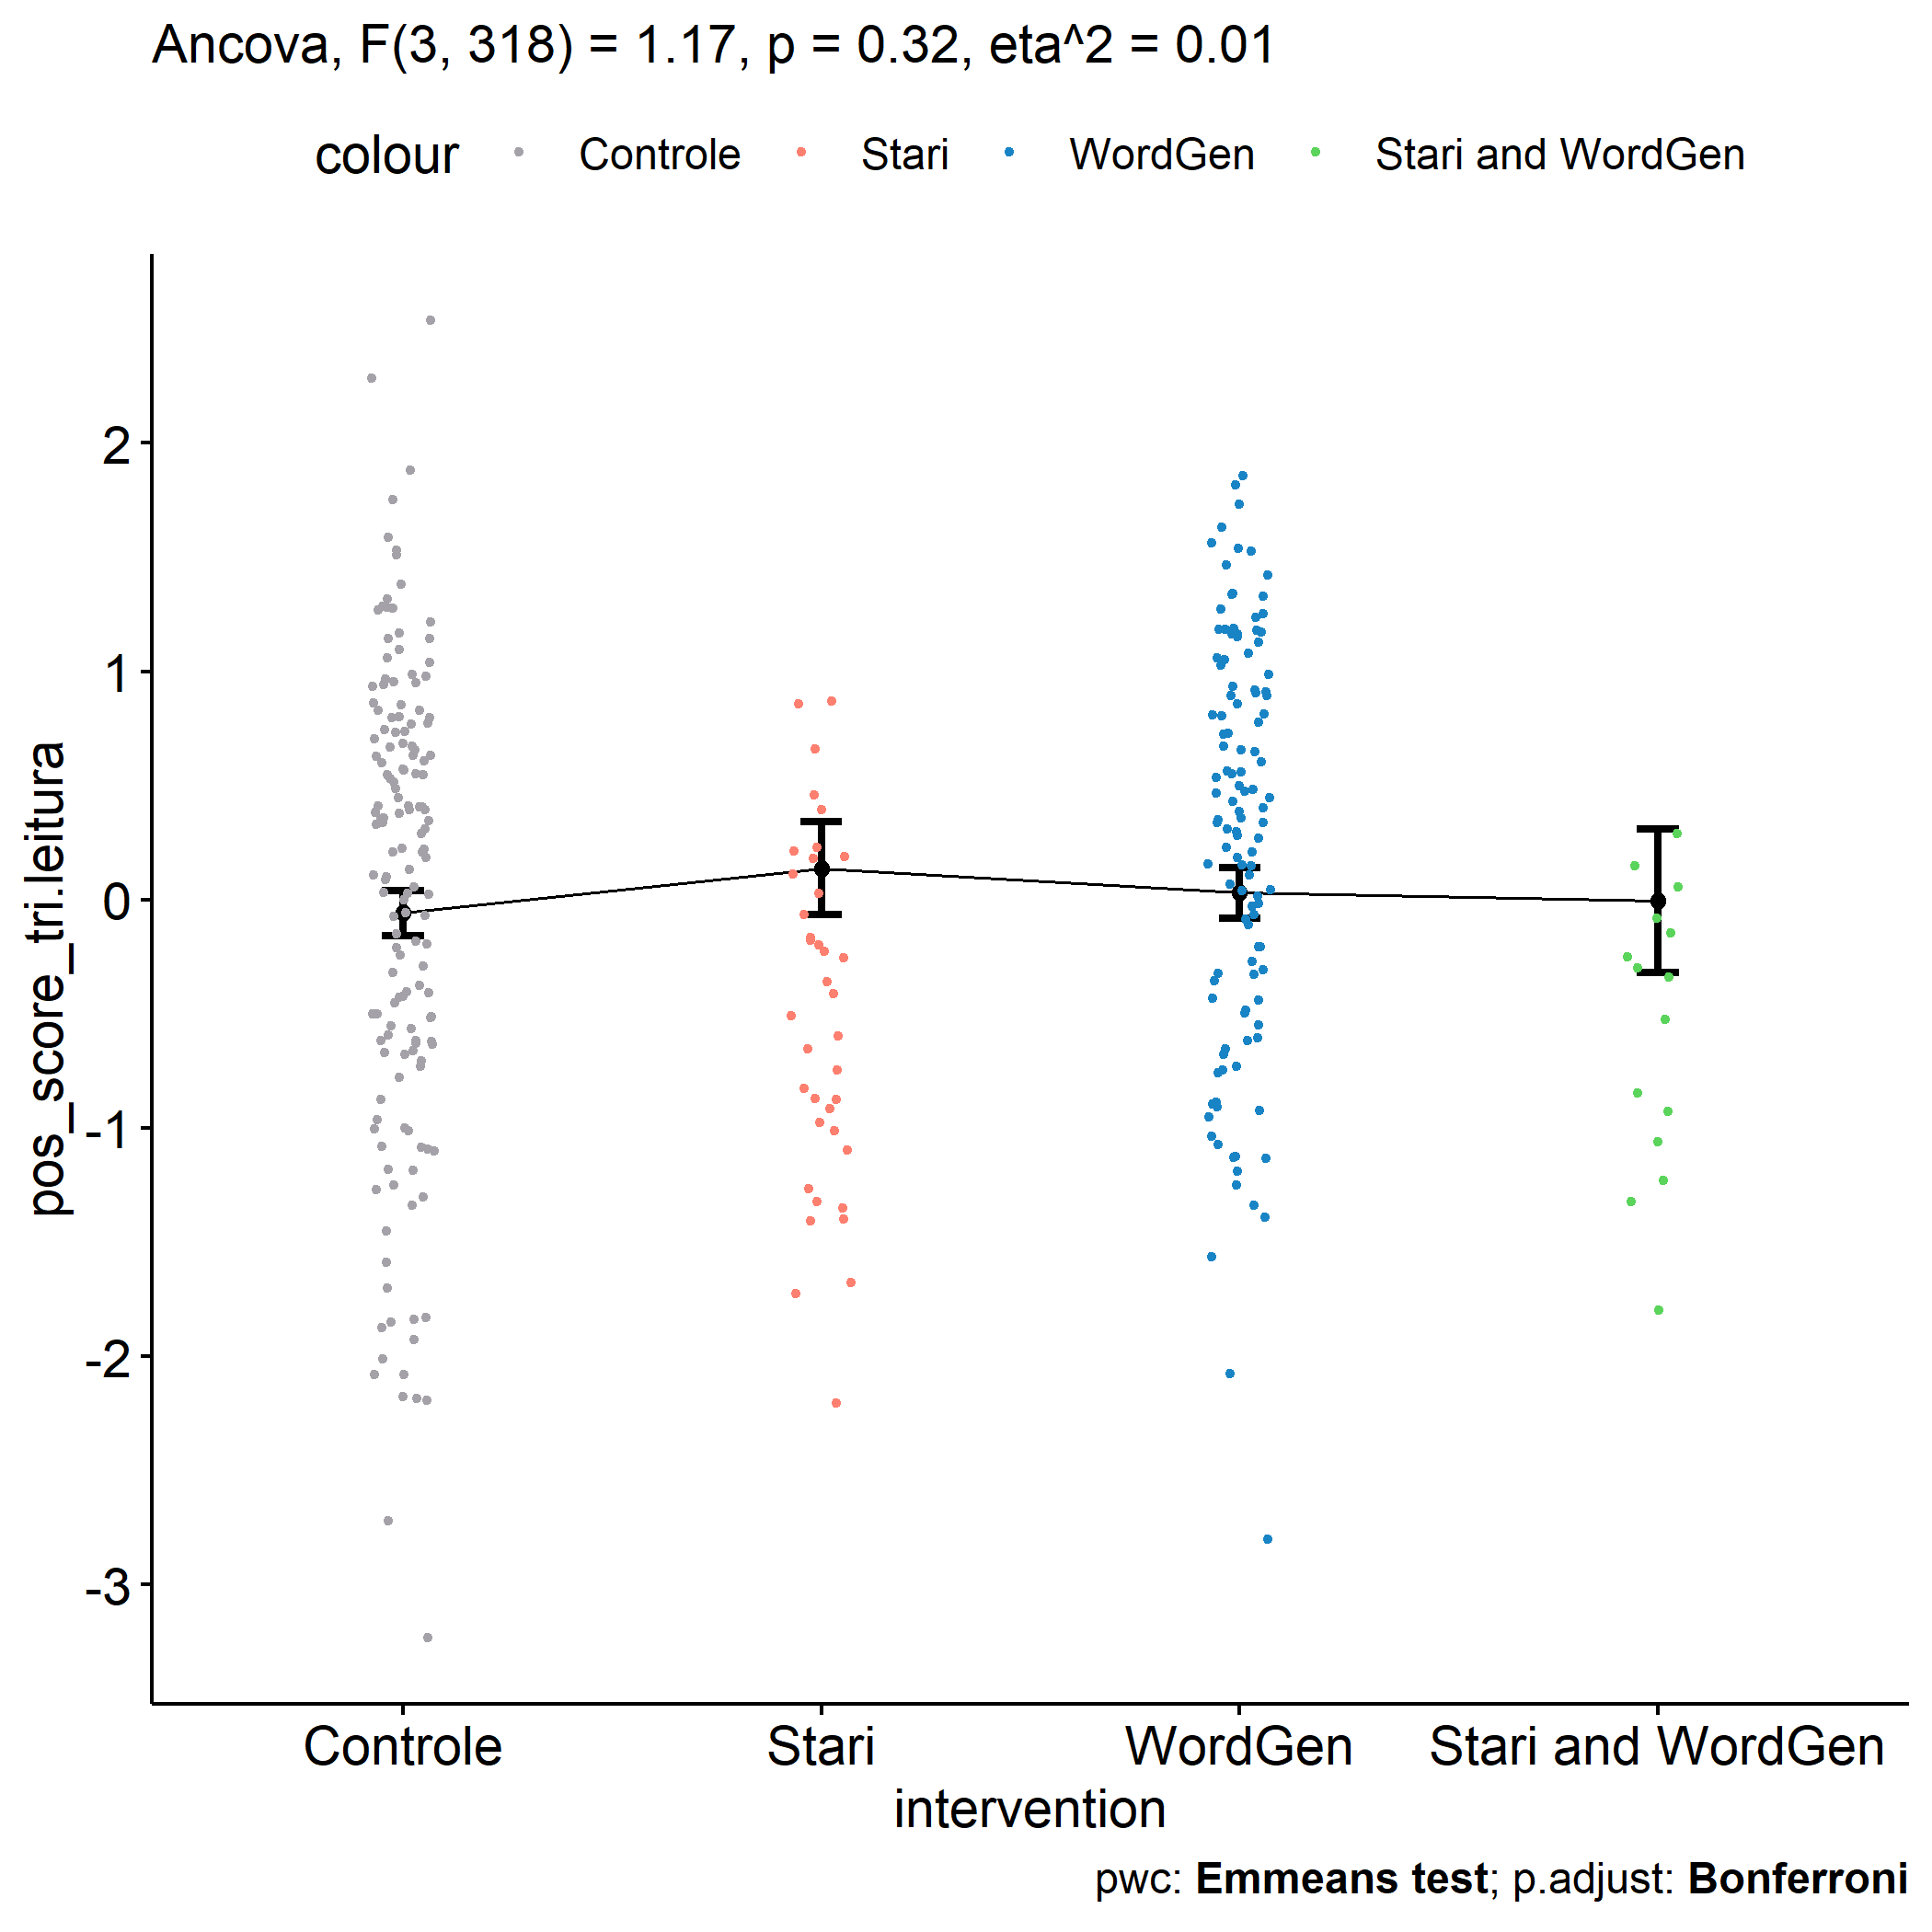 Ancova, F(3, 318) = 1.17, p = 0.32, eta^2 = 0.01
colour Controle Stari WordGen Stari and WordGen
pos_score_tri.leitura
2
1
0
-1
-2
-3
Controle Stari WordGen Stari and WordGen
intervention
pwc: Emmeans test; p.adjust: Bonferroni